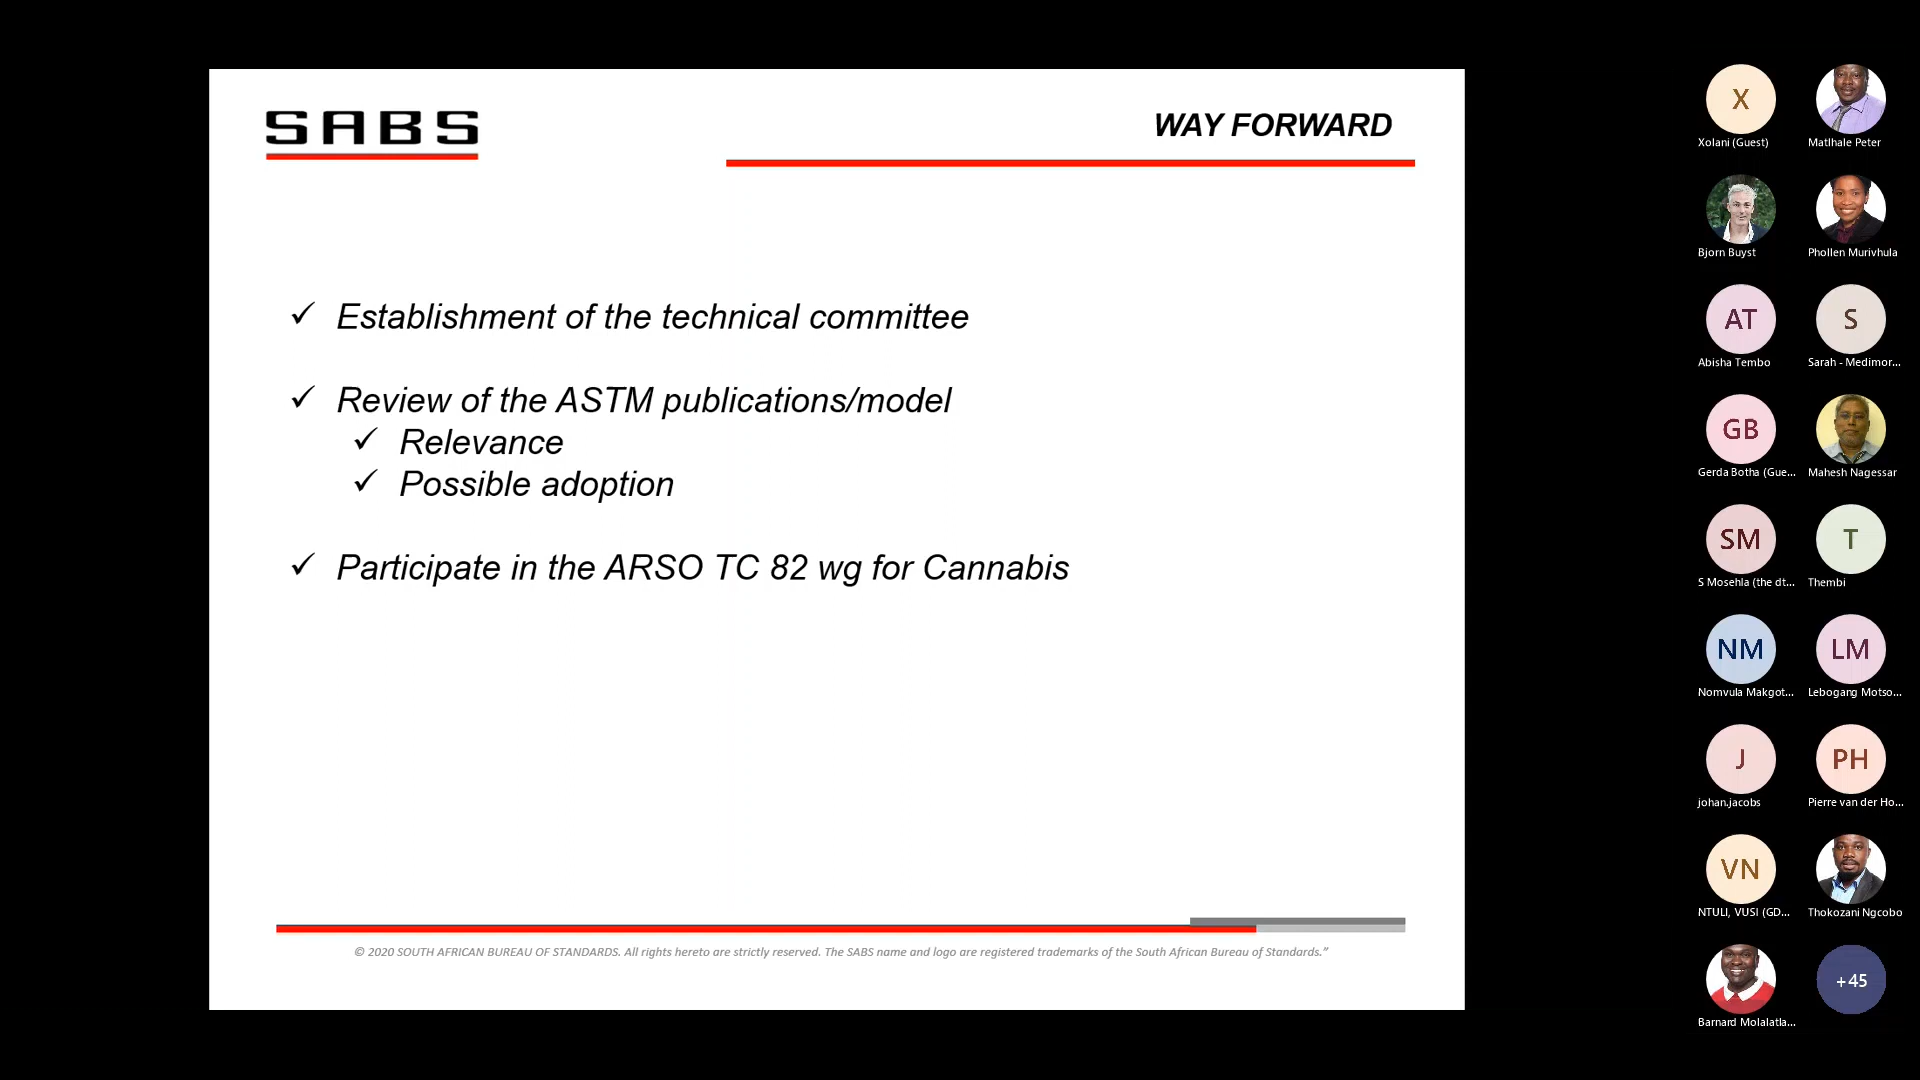 SABS
WAY FORWARD
✓ Establishment of the technical committee
✓ Review of the ASTM publications/model
✓ Relevance
✓ Possible adoption
✓ Participate in the ARSO TC 82 wg for Cannabis
© 2020 SOUTH AFRICAN BUREAU OF STANDARDS. All rights hereto are strictly reserved. The SABS name and logo are registered trademarks of the South African Bureau of Standards.”
X
Xolani (Guest)
Matlhale Peter
Bjorn Buyst
Phollen Murivhula
AT
Abisha Tembo
S
Sarah - Medimor...
GB
Gerda Botha (Gue...
Mahesh Nagessar
SM
S Mosehla (the dt...
T
Thembi
NM
Nomvula Makgot...
LM
Lebogang Motso...
J
johan.jacobs
PH
Pierre van der Ho...
VN
NTULI, VUSI (GD...
Thokozani Ngcobo
Barnard Molalatla...
+45